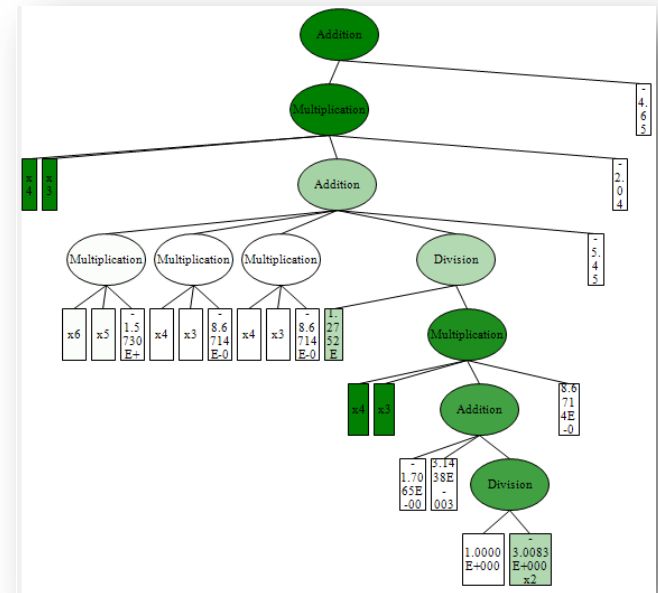 Addition
Multiplication
-
4.
6
5
x
4
x
3
Addition
-
2.
0
4
Multiplication
Multiplication
Multiplication
Division
-
5.
4
5
x6
x5
-
1.5
730
E+
x4
x3
-
8.6
714
E-0
x4
x3
-
8.6
714
E-0
1.
27
52
E
Multiplication
x4
x3
Addition
8.6
71
4E
-0
-
1.70
65E
-00
3.14
38E
-
003
Division
1.0000
E+000
-
3.0083
E+000
x2